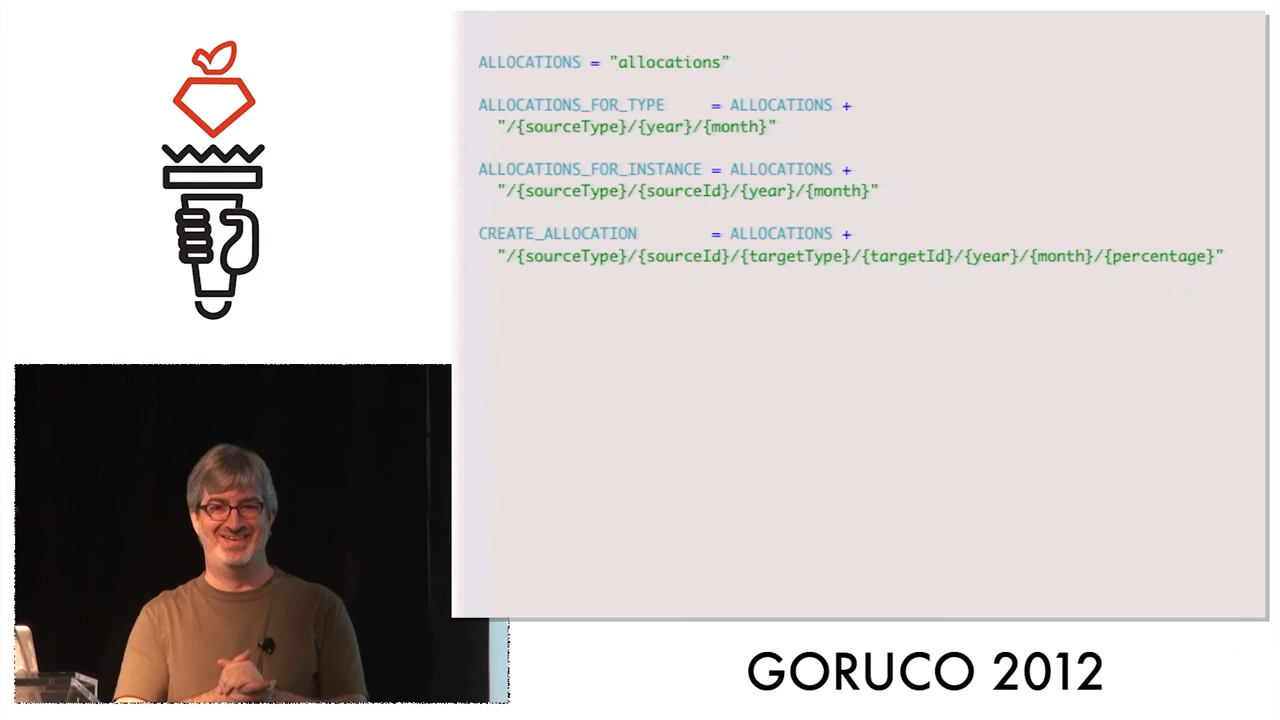 ALLOCATIONS = "allocations"
ALLOCATIONS_FOR_TYPE = ALLOCATIONS +
"/{sourceType}/{year}/{month}"
ALLOCATIONS_FOR_INSTANCE = ALLOCATIONS +
"/{sourceType}/{sourceId}/{year}/{month}"
CREATE_ALLOCATION = ALLOCATIONS +
"/{sourceType}/{sourceId}/{targetType}/{targetId}/{year}/{month}/{percentage}"
GORUCO 2012